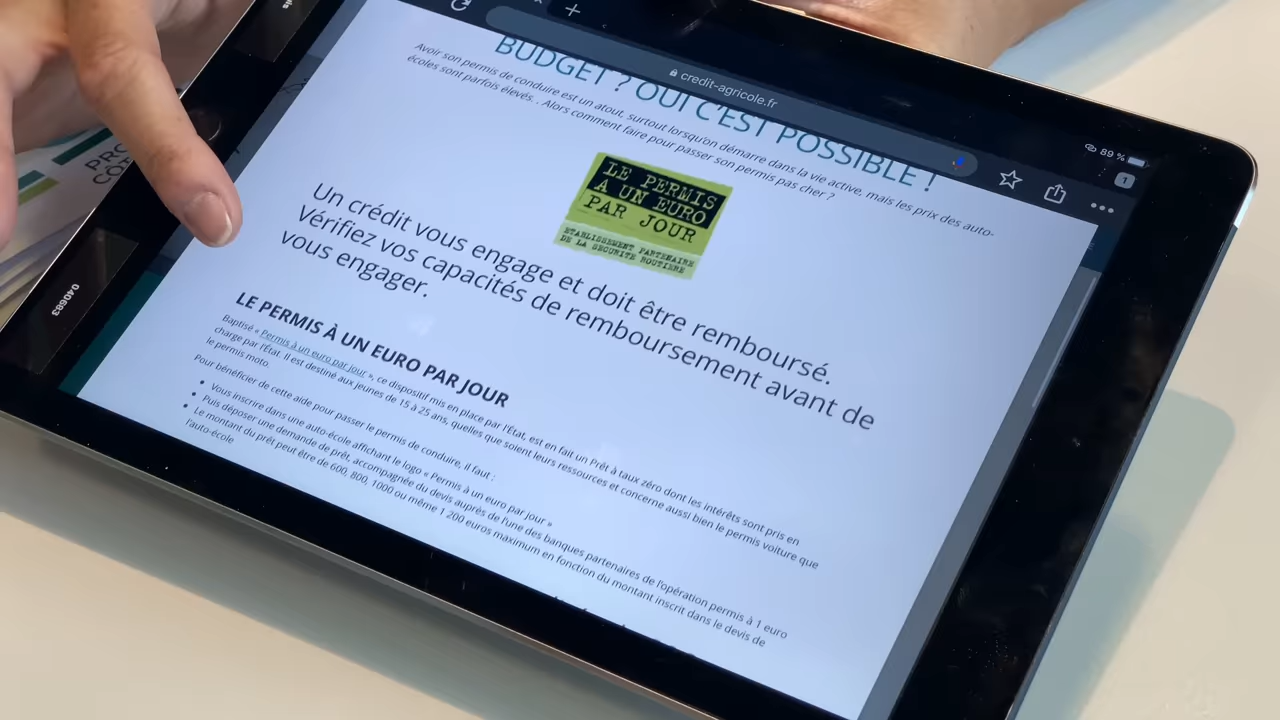 credit-agricole.fr
89 %
1
BUDGET ? OUI C'EST POSSIBLE !
Avoir son permis de conduire est un atout, surtout lorsqu'on démarre dans la vie active, mais les prix des auto-
écoles sont parfois élevés. . Alors comment faire pour passer son permis pas cher ?
LE PERMIS
À UN EURO
PAR JOUR
ÉTABLISSEMENT PARTENAIRE
DE LA SÉCURITÉ ROUTIÈRE
Un crédit vous engage et doit être remboursé.
Vérifiez vos capacités de remboursement avant de
vous engager.
LE PERMIS À UN EURO PAR JOUR
Baptisé « Permis à un euro par jour », ce dispositif mis en place par l'État, est en fait un Prêt à taux zéro dont les intérêts sont pris en
charge par l'État. Il est destiné aux jeunes de 15 à 25 ans, quelles que soient leurs ressources et concerne aussi bien le permis voiture que
le permis moto.
Pour bénéficier de cette aide pour passer le permis de conduire, il faut :
• Vous inscrire dans une auto-école affichant le logo « Permis à un euro par jour »
• Puis déposer une demande de prêt, accompagnée du devis auprès de l'une des banques partenaires de l'opération permis à 1 euro
• Le montant du prêt peut être de 600, 800, 1000 ou même 1 200 euros maximum en fonction du montant inscrit dans le devis de
l'auto-école
040683